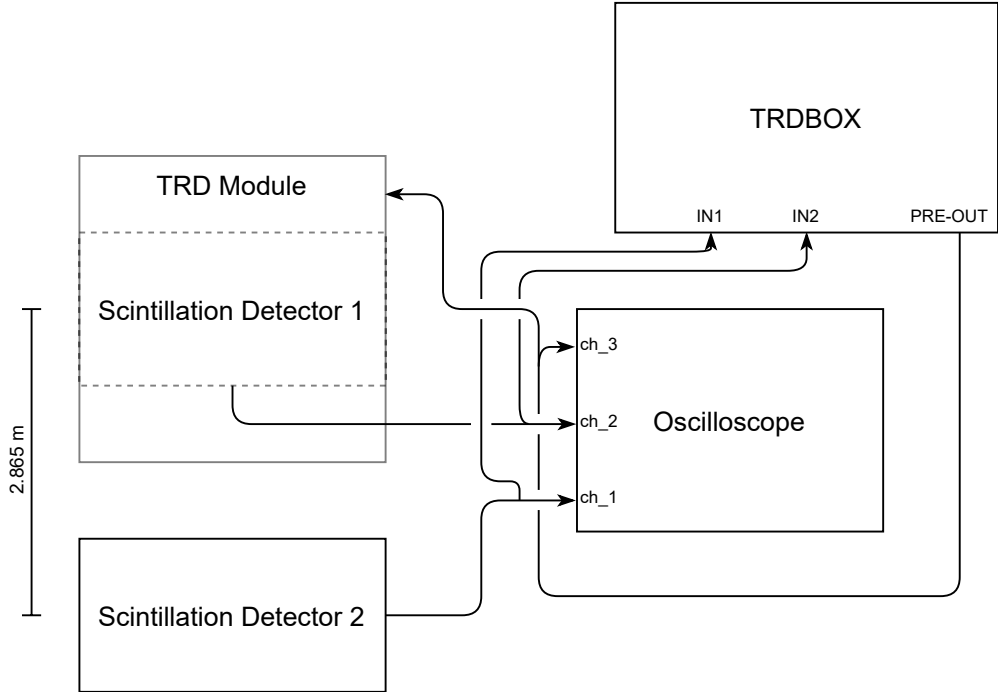 TRDBOX
IN1
IN2
PRE-OUT
TRD Module
Scintillation Detector 1
ch_3
ch_2
Oscilloscope
ch_1
2.865 m
Scintillation Detector 2